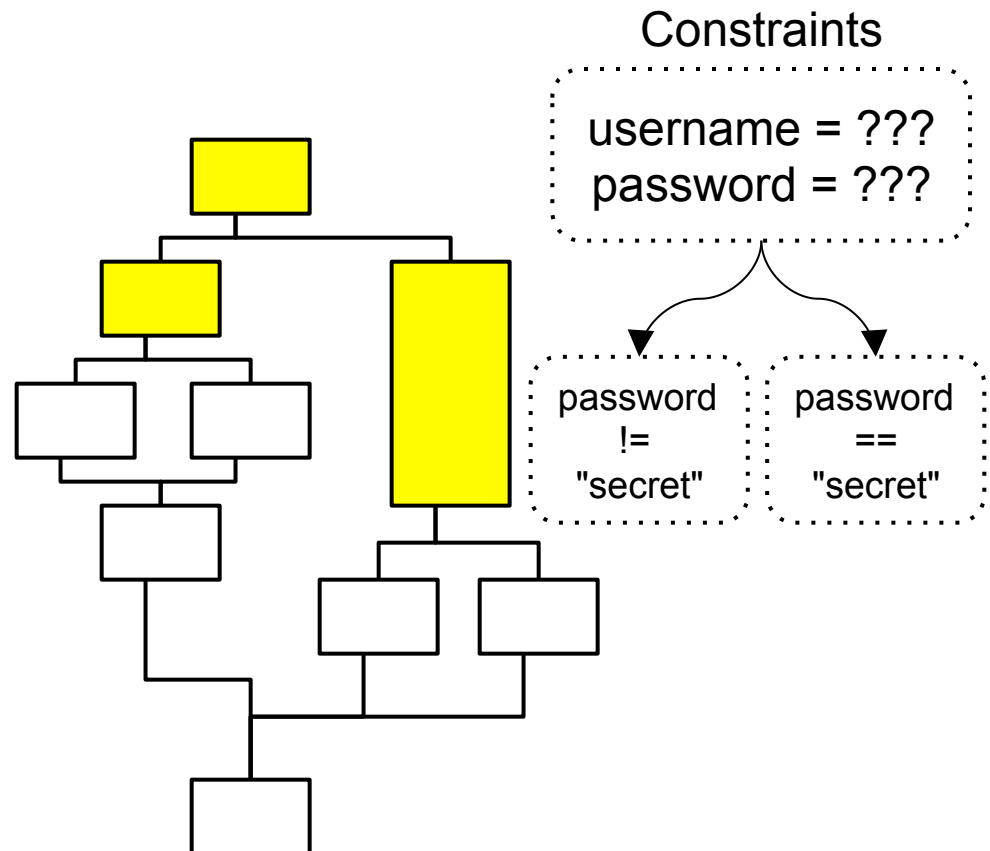 Constraints
username = ???
password = ???
password
!=
"secret"
password
==
"secret"